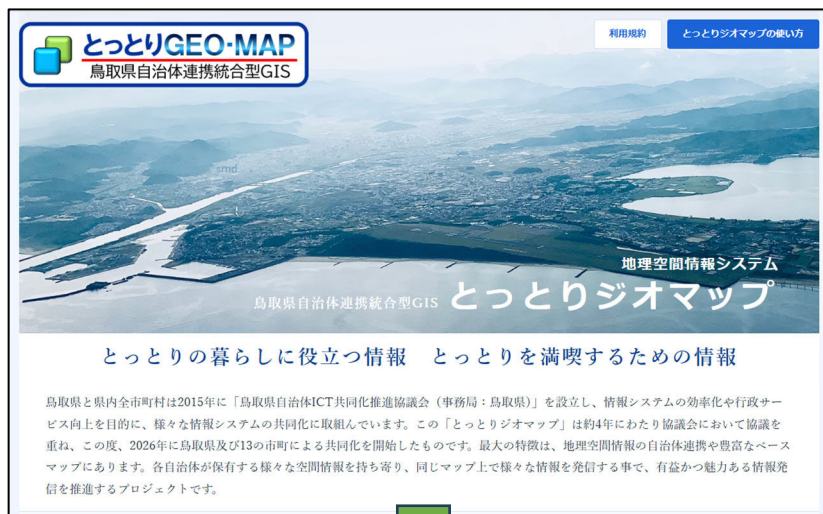 とっとりGEO・MAP
鳥取県自治体連携統合型GIS
利用規約
とっとりジオマップの使い方
smd
地理空間情報システム
鳥取県自治体連携統合型GIS とっとりジオマップ
とっとりの暮らしに役立つ情報　とっとりを満喫するための情報
鳥取県と県内全市町村は2015年に「鳥取県自治体ICT共同化推進協議会（事務局：鳥取県）」を設立し、情報システムの効率化や行政サー
ビス向上を目的に、様々な情報システムの共同化に取組んでいます。この「とっとりジオマップ」は約4年にわたり協議会において協議を
重ね、この度、2026年に鳥取県及び13の市町による共同化を開始したものです。最大の特徴は、地理空間情報の自治体連携や豊富なベース
マップにあります。各自治体が保有する様々な空間情報を持ち寄り、同じマップ上で様々な情報を発信する事で、有益かつ魅力ある情報発
信を推進するプロジェクトです。